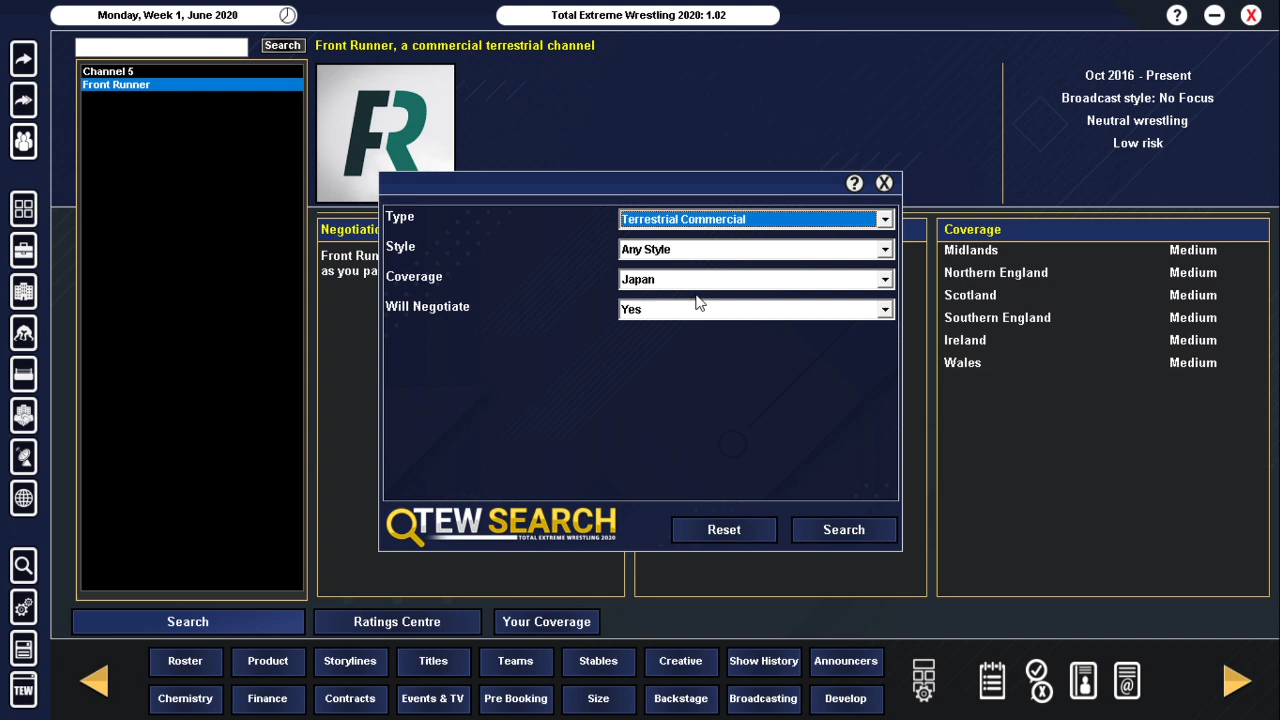 Monday, Week 1, June 2020
Total Extreme Wrestling 2020: 1.02
?
X
Search
Front Runner, a commercial terrestrial channel
Channel 5
Front Runner
FR
Oct 2016 - Present
Broadcast style: No Focus
Neutral wrestling
Low risk
Negotiatio
Front Run
as you pa
? X
Type Terrestrial Commercial
Style Any Style
Coverage Japan
Will Negotiate Yes
TEW SEARCH
TOTAL EXTREME WRESTLING 2020
Reset Search
Coverage
Midlands Medium
Northern England Medium
Scotland Medium
Southern England Medium
Ireland Medium
Wales Medium
Search Ratings Centre Your Coverage
Roster Product Storylines Titles Teams Stables Creative Show History Announcers
Chemistry Finance Contracts Events & TV Pre Booking Size Backstage Broadcasting Develop
TEW